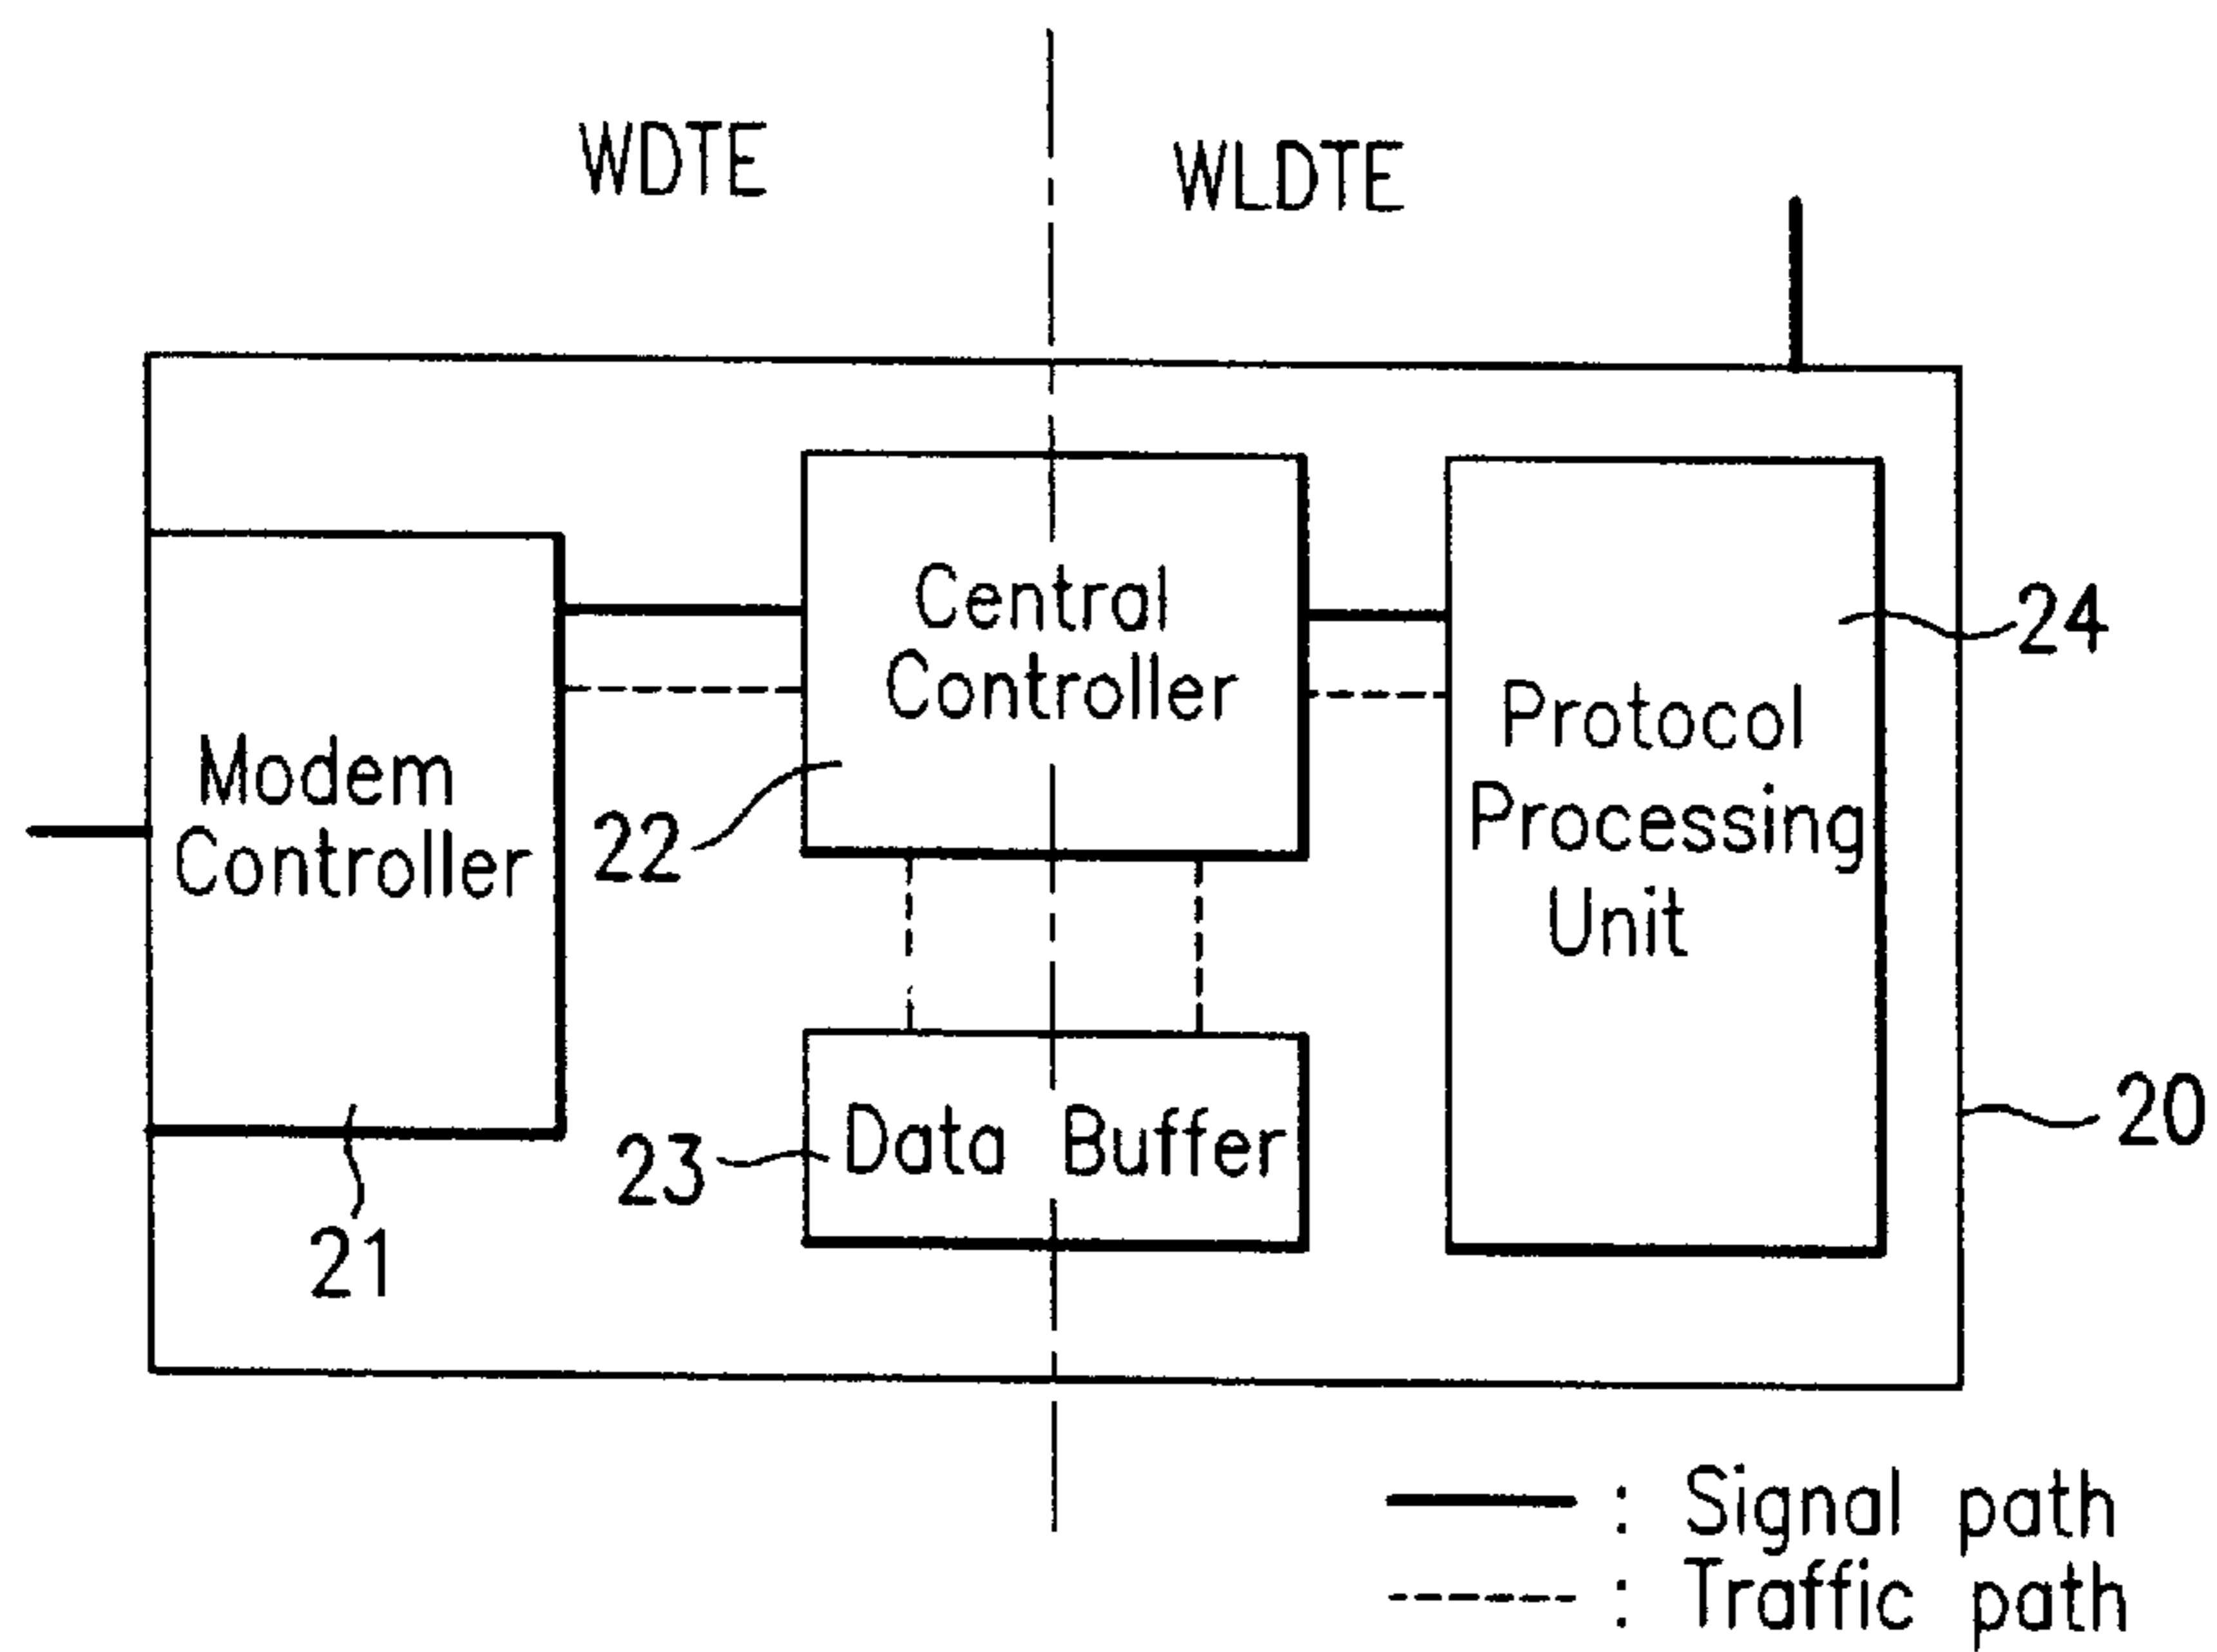 WDTE
WLDTE
Central
Controller
24
Protocol
Processing
Unit
Modem
Controller
22
Data Buffer
23
20
21
: Signal path
: Traffic path